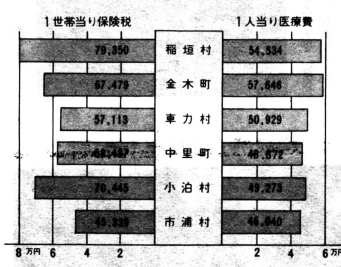 1世帯当り保険税 1人当り医療費
79,350 稲垣村 54,534
67,479 金木町 57,646
57,113 車力村 50,929
中里町
70,445 小泊村 49,273
45,339 市浦村 46,040
8万円 6 4 2 2 4 6万円